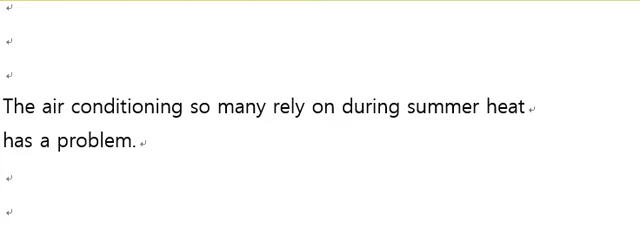 The air conditioning so many rely on during summer heat
has a problem.